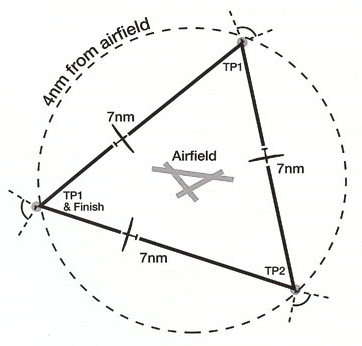 4nm from airfield
TP1
7nm
Airfield
7nm
TP1
& Finish
7nm
TP2